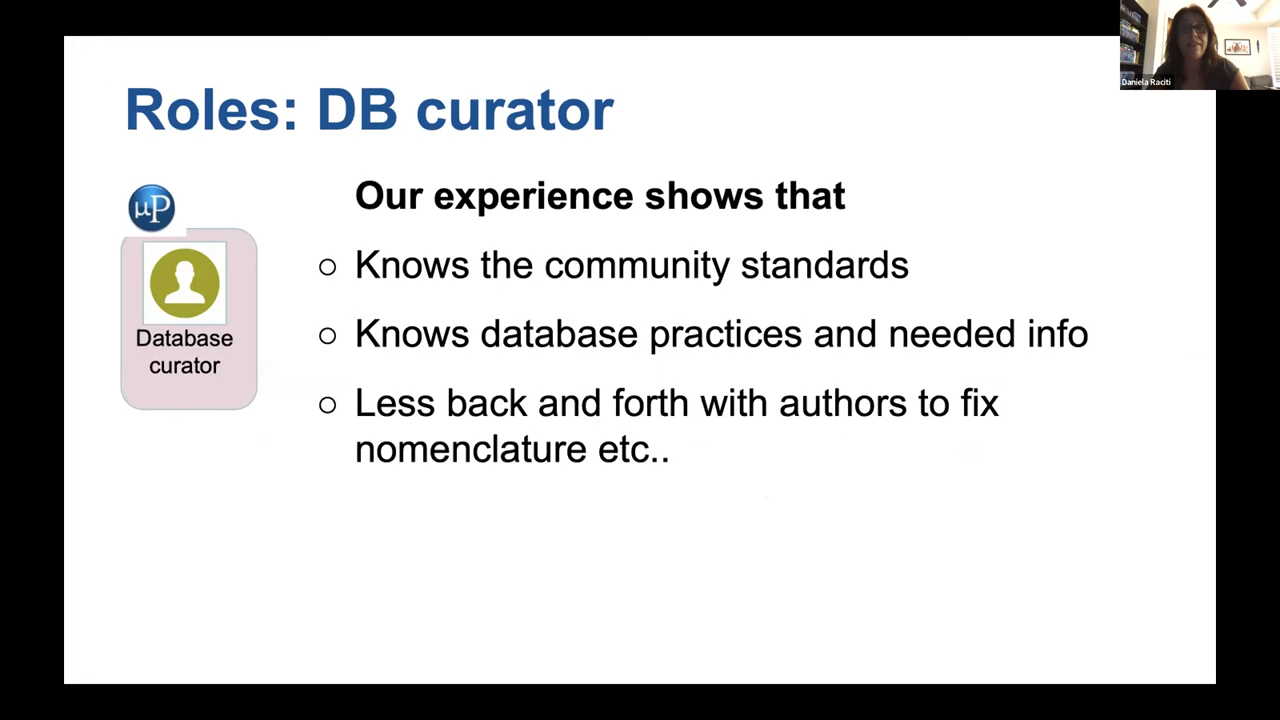 Daniela Raciti
Roles: DB curator
μP
Database
curator
Our experience shows that
○ Knows the community standards
○ Knows database practices and needed info
○ Less back and forth with authors to fix
nomenclature etc..